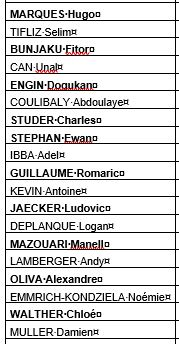 MARQUES·Hugo¤
TIFLIZ·Selim¤
BUNJAKU·Fitor¤
CAN·Unal¤
ENGIN·Dogukan¤
COULIBALY·Abdoulaye¤
STUDER·Charles¤
STEPHAN·Ewan¤
IBBA·Adel¤
GUILLAUME·Romaric¤
KEVIN·Antoine¤
JAECKER·Ludovic¤
DEPLANQUE·Logan¤
MAZOUARI·Manell¤
LAMBERGER·Andy¤
OLIVA·Alexandre¤
EMMRICH-KONDZIELA·Noémie¤
WALTHER·Chloé¤
MULLER·Damien¤